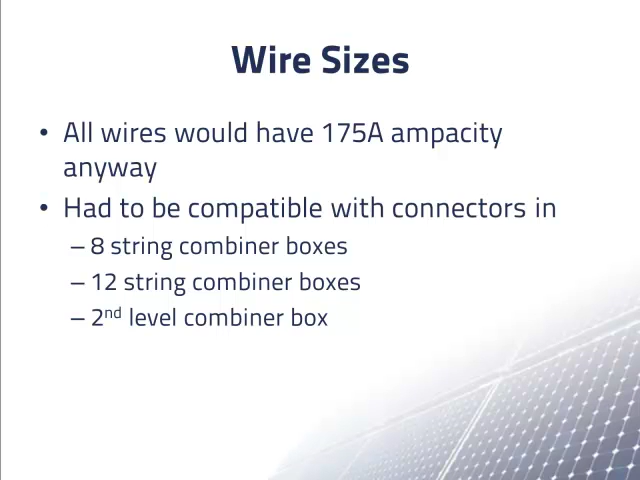 Wire Sizes
• All wires would have 175A ampacity
anyway
• Had to be compatible with connectors in
– 8 string combiner boxes
– 12 string combiner boxes
– 2nd level combiner box